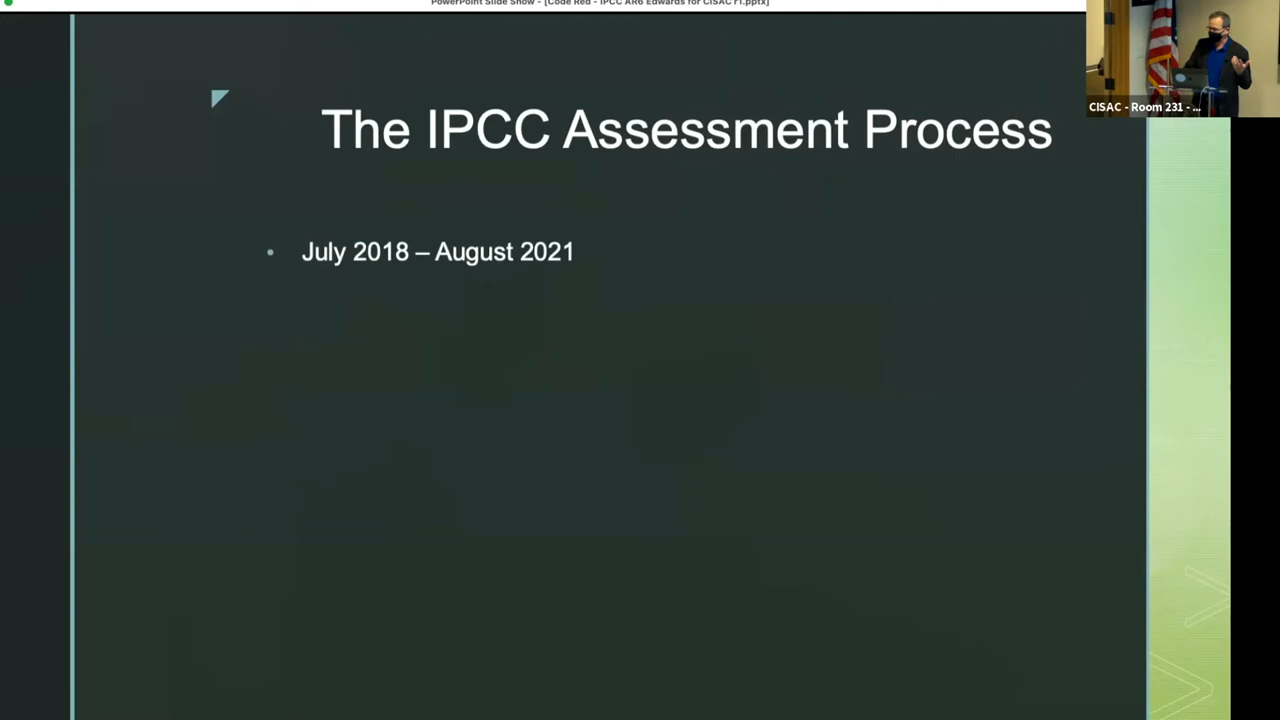 PowerPoint Slide Show - [Code Red - IPCC AR6 Edwards for CISAC r1.pptx]
CISAC - Room 231 - ...
The IPCC Assessment Process
• July 2018 – August 2021